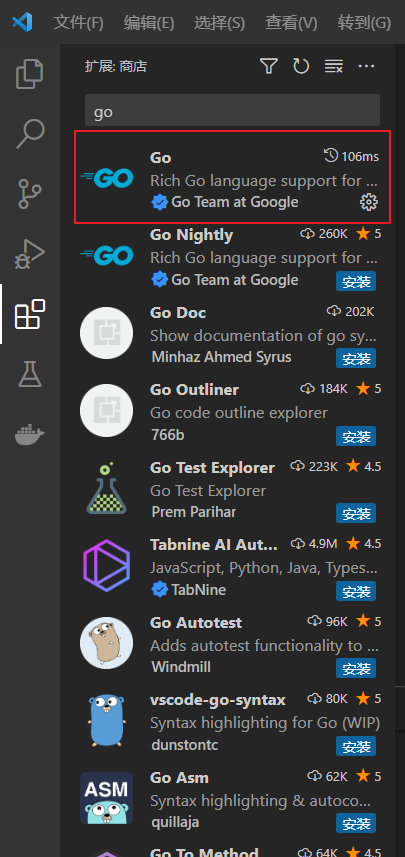 文件(F) 编辑(E) 选择(S) 查看(V) 转到(G)
扩展: 商店
go
GO Go 106ms
Rich Go language support for ...
Go Team at Google
GO Go Nightly 260K 5
Rich Go language support for ...
Go Team at Google 安装
Go Doc 202K
Show documentation of go sy...
Minhaz Ahmed Syrus 安装
Go Outliner 184K 5
Go code outline explorer
766b 安装
Go Test Explorer 223K 4.5
Go Test Explorer
Prem Parihar 安装
Tabnine AI Aut... 4.9M 4.5
JavaScript, Python, Java, Types...
TabNine 安装
Go Autotest 96K 5
Adds autotest functionality to ...
Windmill 安装
vscode-go-syntax 80K 5
Syntax highlighting for Go (WIP)
dunstontc 安装
ASM Go Asm 62K 5
Syntax highlighting & autoco...
quillaja 安装
Go To Method 64K 4.5